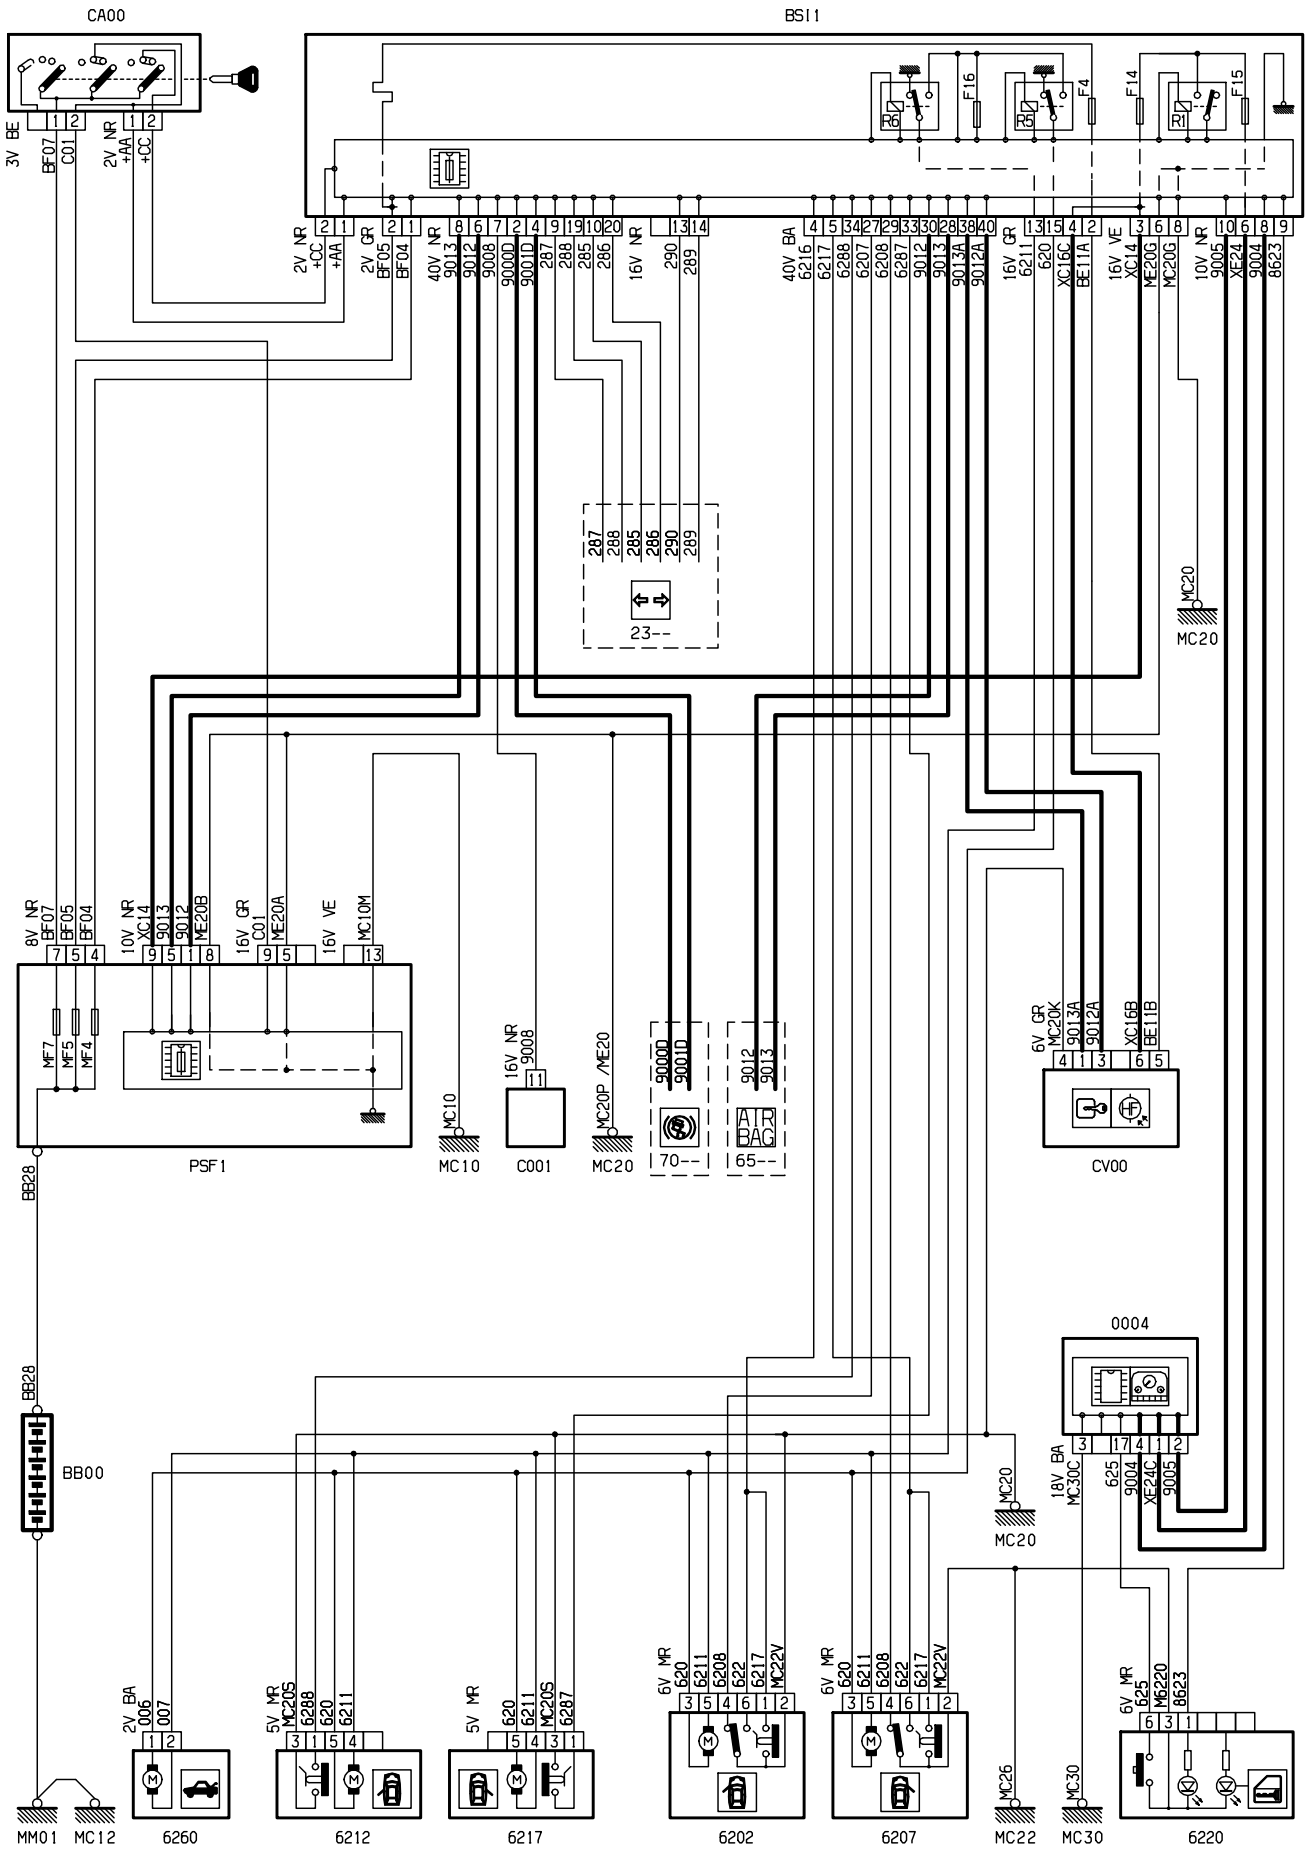 CA00
BSI1
R6
F16
R5
F4
F14
R1
F15
1 2 1 2
3V BE
BF07
C01
2V NR
+AA
+CC
2 1 2 1 8 6 7 2 4 9 19 10 20 13 14 4 5 34 27 29 33 30 28 38 40 13 15 4 2 3 6 8 10 6 8 9
2V NR
+CC
+AA
2V GR
BF05
BF04
40V NR
9013
9012
9008
9000D
9001D
287
288
285
286
16V NR
290
289
40V BA
6216
6217
6288
6207
6208
6287
9012
9013
9013A
9012A
16V GR
6211
620
XC16C
BE11A
16V VE
XC14
ME20G
MC20G
10V NR
9005
XE24
9004
8623
287
288
285
286
290
289
23--
MC20
MC20
8V NR
BF07
BF05
BF04
10V NR
XC14
9013
9012
ME20B
16V GR
C01
ME20A
16V VE
MC10M
7 5 4 9 5 1 8 9 5 13
MF7
MF5
MF4
PSF1
MC10
MC10
16V NR
9008
11
C001
MC20P /ME20
MC20
9000D
9001D
70--
9012
9013
AIR
BAG
65--
6V GR
MC20K
9013A
9012A
XC16B
BE11B
4 1 3 6 5
HF
CV00
BB28
BB28
BB00
0004
3 17 4 1 2
18V BA
MC30C
625
9004
XE24C
9005
MC20
MC20
2V BA
006
007
1 2
M
6260
5V MR
MC20S
6288
620
6211
3 1 5 4
M
6212
5V MR
620
6211
MC20S
6287
5 4 3 1
M
6217
6V MR
620
6211
6208
622
6217
MC22V
3 5 4 6 1 2
M
6202
6V MR
620
6211
6208
622
6217
MC22V
3 5 4 6 1 2
M
6207
MC26
MC22
MC30
MC30
6V MR
625
M6220
8623
6 3 1
6220
MM01
MC12